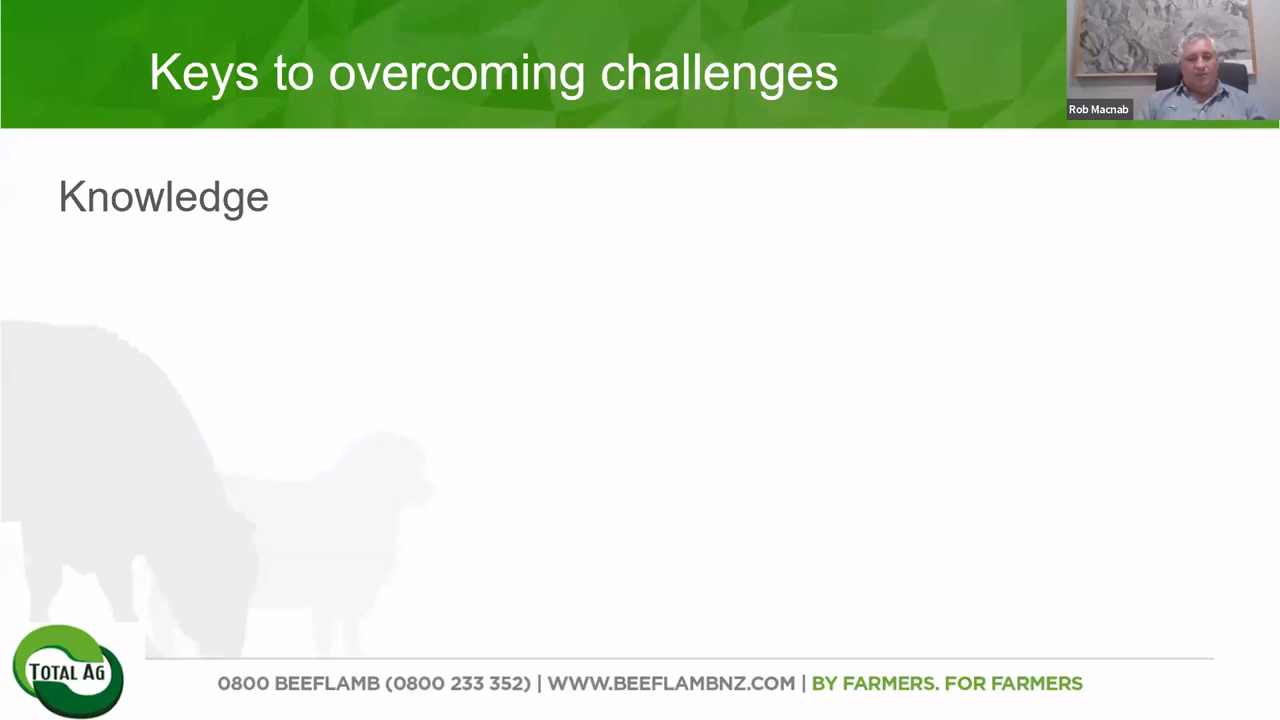 Keys to overcoming challenges
Rob Macnab
Knowledge
TOTAL AG
0800 BEEFLAMB (0800 233 352) | WWW.BEEFLAMBNZ.COM | BY FARMERS. FOR FARMERS